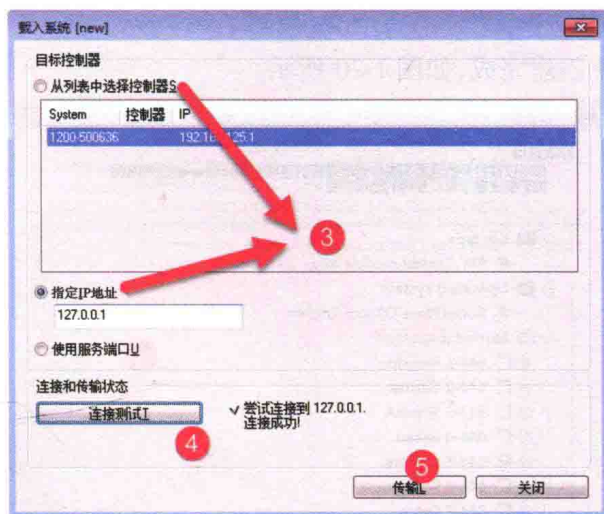 载入系统 [new]
目标控制器
从列表中选择控制器S
System 控制器 IP
1200-500636 192.16 125.1
3
指定IP地址
127.0.0.1
使用服务端口U
连接和传输状态
连接测试T
√ 尝试连接到 127.0.0.1.
连接成功!
4
5
传输L
关闭